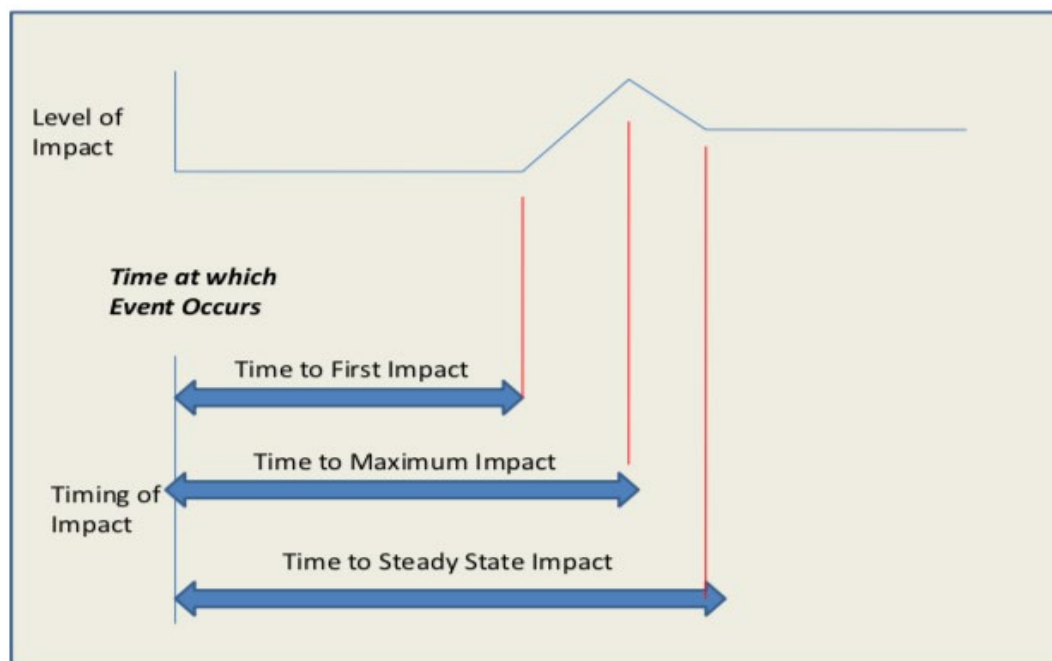 Level of
Impact
Time at which
Event Occurs
Time to First Impact
Time to Maximum Impact
Timing of
Impact
Time to Steady State Impact